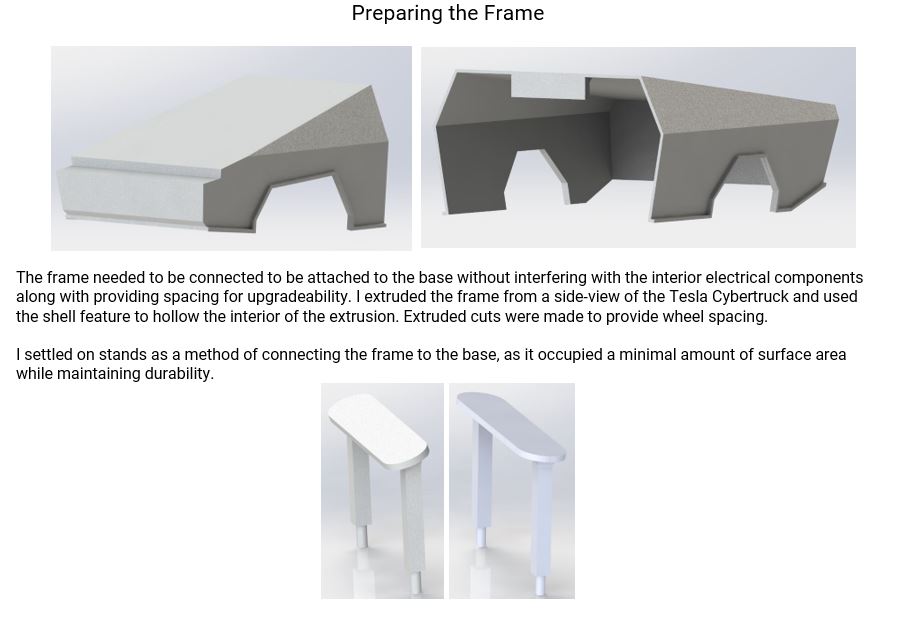 Preparing the Frame
The frame needed to be connected to be attached to the base without interfering with the interior electrical components
along with providing spacing for upgradeability. I extruded the frame from a side-view of the Tesla Cybertruck and used
the shell feature to hollow the interior of the extrusion. Extruded cuts were made to provide wheel spacing.
I settled on stands as a method of connecting the frame to the base, as it occupied a minimal amount of surface area
while maintaining durability.